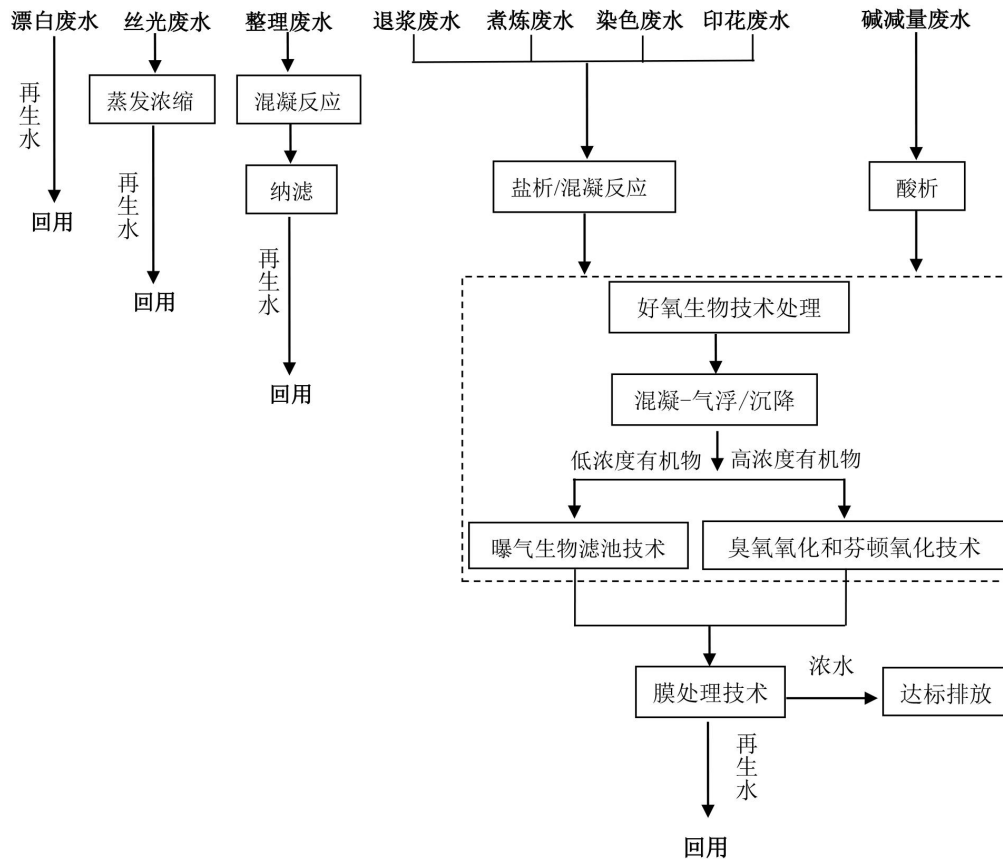 漂白废水 丝光废水 整理废水 退浆废水 煮炼废水 染色废水 印花废水 碱减量废水
再生水
蒸发浓缩
混凝反应
再生水
纳滤
盐析/混凝反应
酸析
回用
再生水
回用
好氧生物技术处理
回用
混凝-气浮/沉降
低浓度有机物 高浓度有机物
曝气生物滤池技术
臭氧氧化和芬顿氧化技术
浓水
膜处理技术
达标排放
再生水
回用